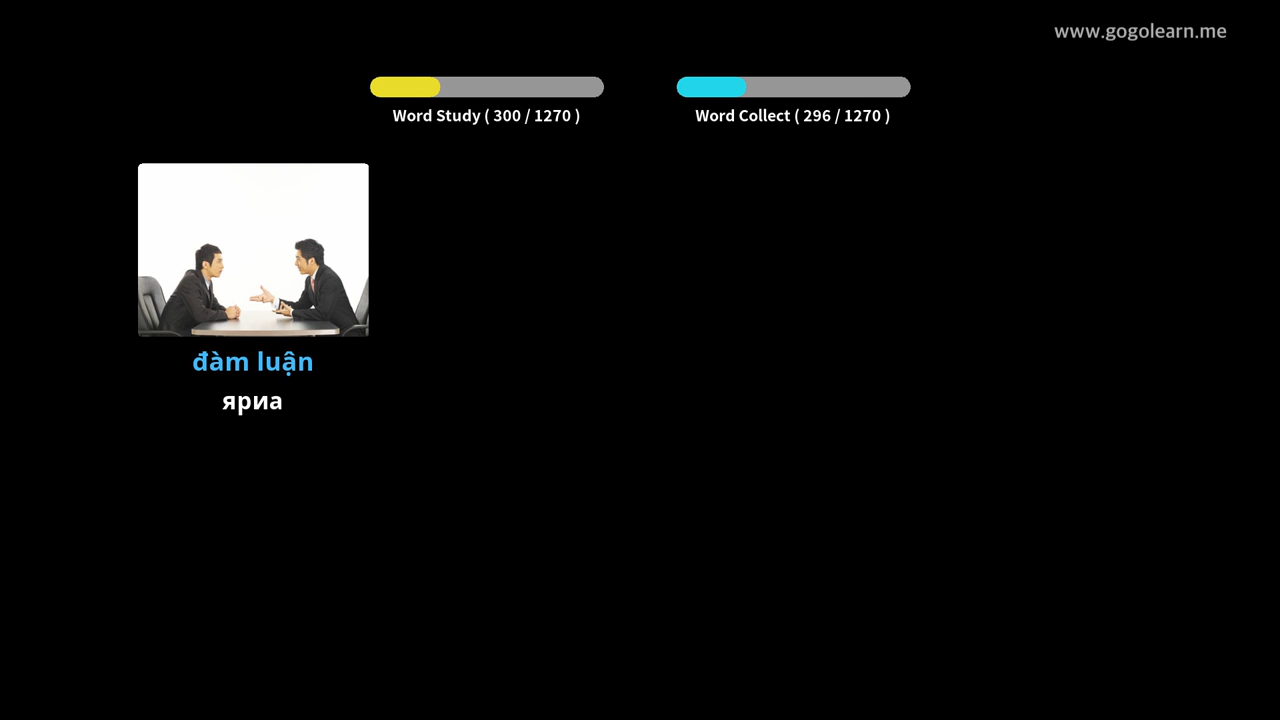 www.gogolearn.me
Word Study ( 300 / 1270 )
Word Collect ( 296 / 1270 )
đàm luận
яриа